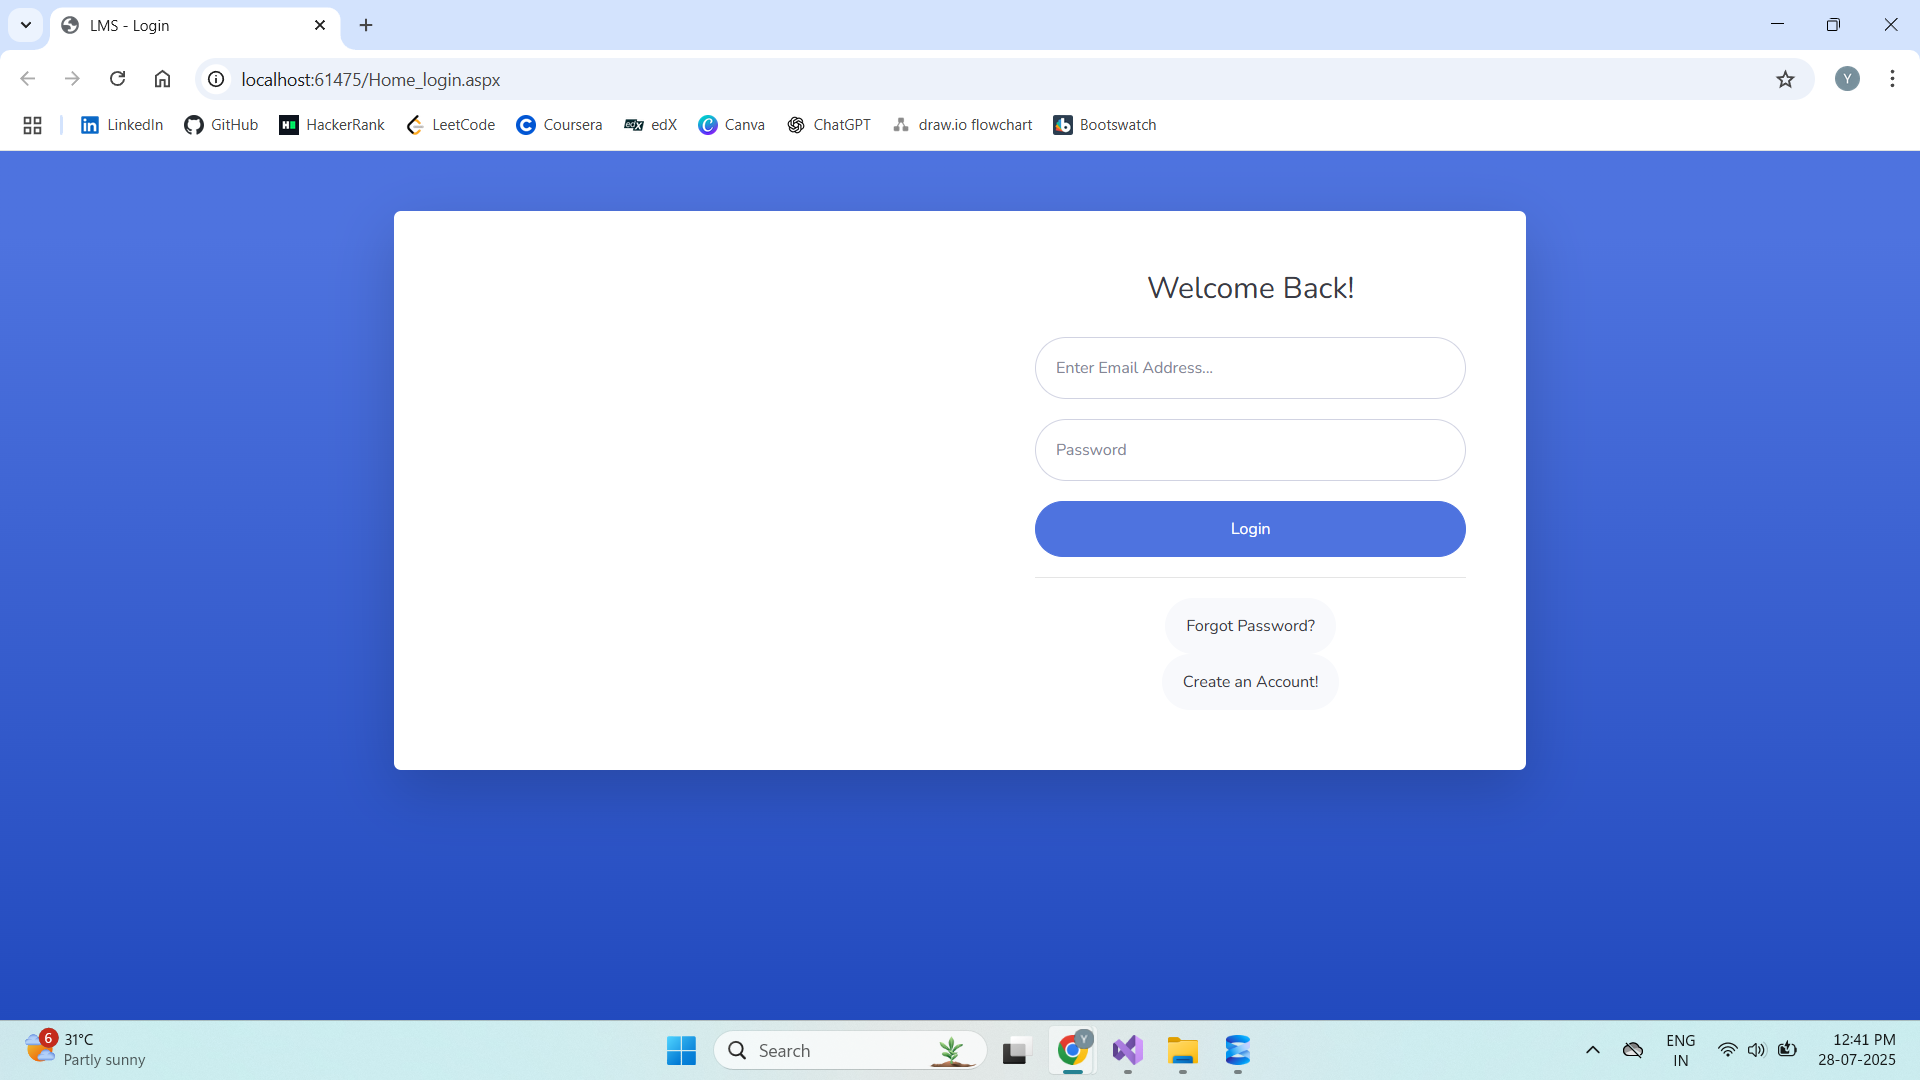 LMS - Login
localhost:61475/Home_login.aspx
Y
LinkedIn GitHub HackerRank LeetCode Coursera edX Canva ChatGPT draw.io flowchart Bootswatch
Welcome Back!
Enter Email Address...
Password
Login
Forgot Password?
Create an Account!
6
31°C
Partly sunny
Search
Y
ENG
IN
12:41 PM
28-07-2025